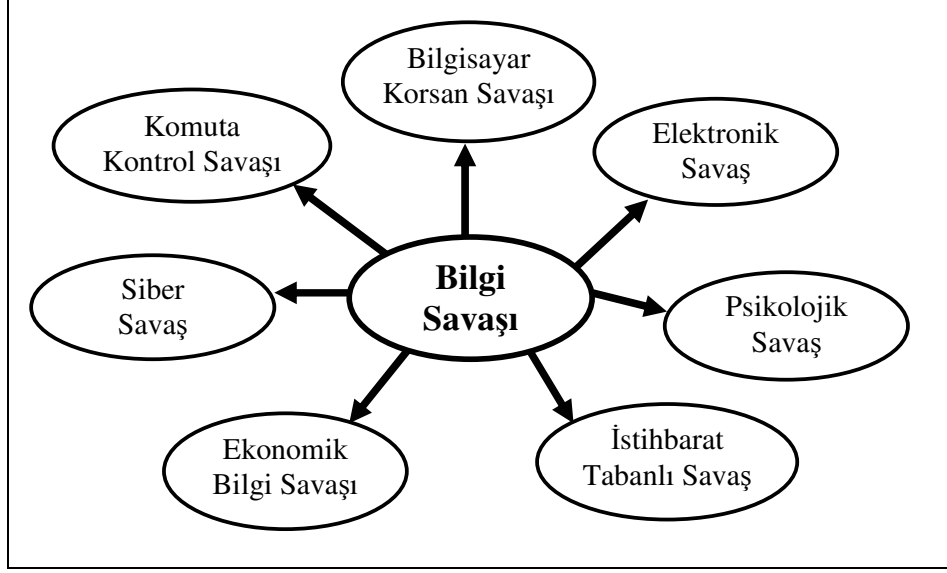 Bilgisayar
Korsan Savaşı
Komuta
Kontrol Savaşı
Elektronik
Savaş
Bilgi
Savaşı
Siber
Savaş
Psikolojik
Savaş
Ekonomik
Bilgi Savaşı
İstihbarat
Tabanlı Savaş